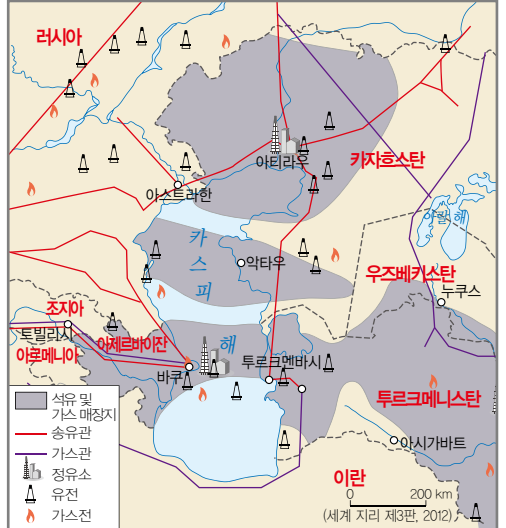 러시아
아티라우
카자흐스탄
아스트라한
아랄 해
카
스
피
해
악타우
우즈베키스탄
누쿠스
조지아
트빌리시
아르메니아
아제르바이잔
바쿠
투르크멘바시
투르크메니스탄
아시가바트
이란
석유 및
가스 매장지
송유관
가스관
정유소
유전
가스전
0 200 km
(세계 지리 제3판, 2012)